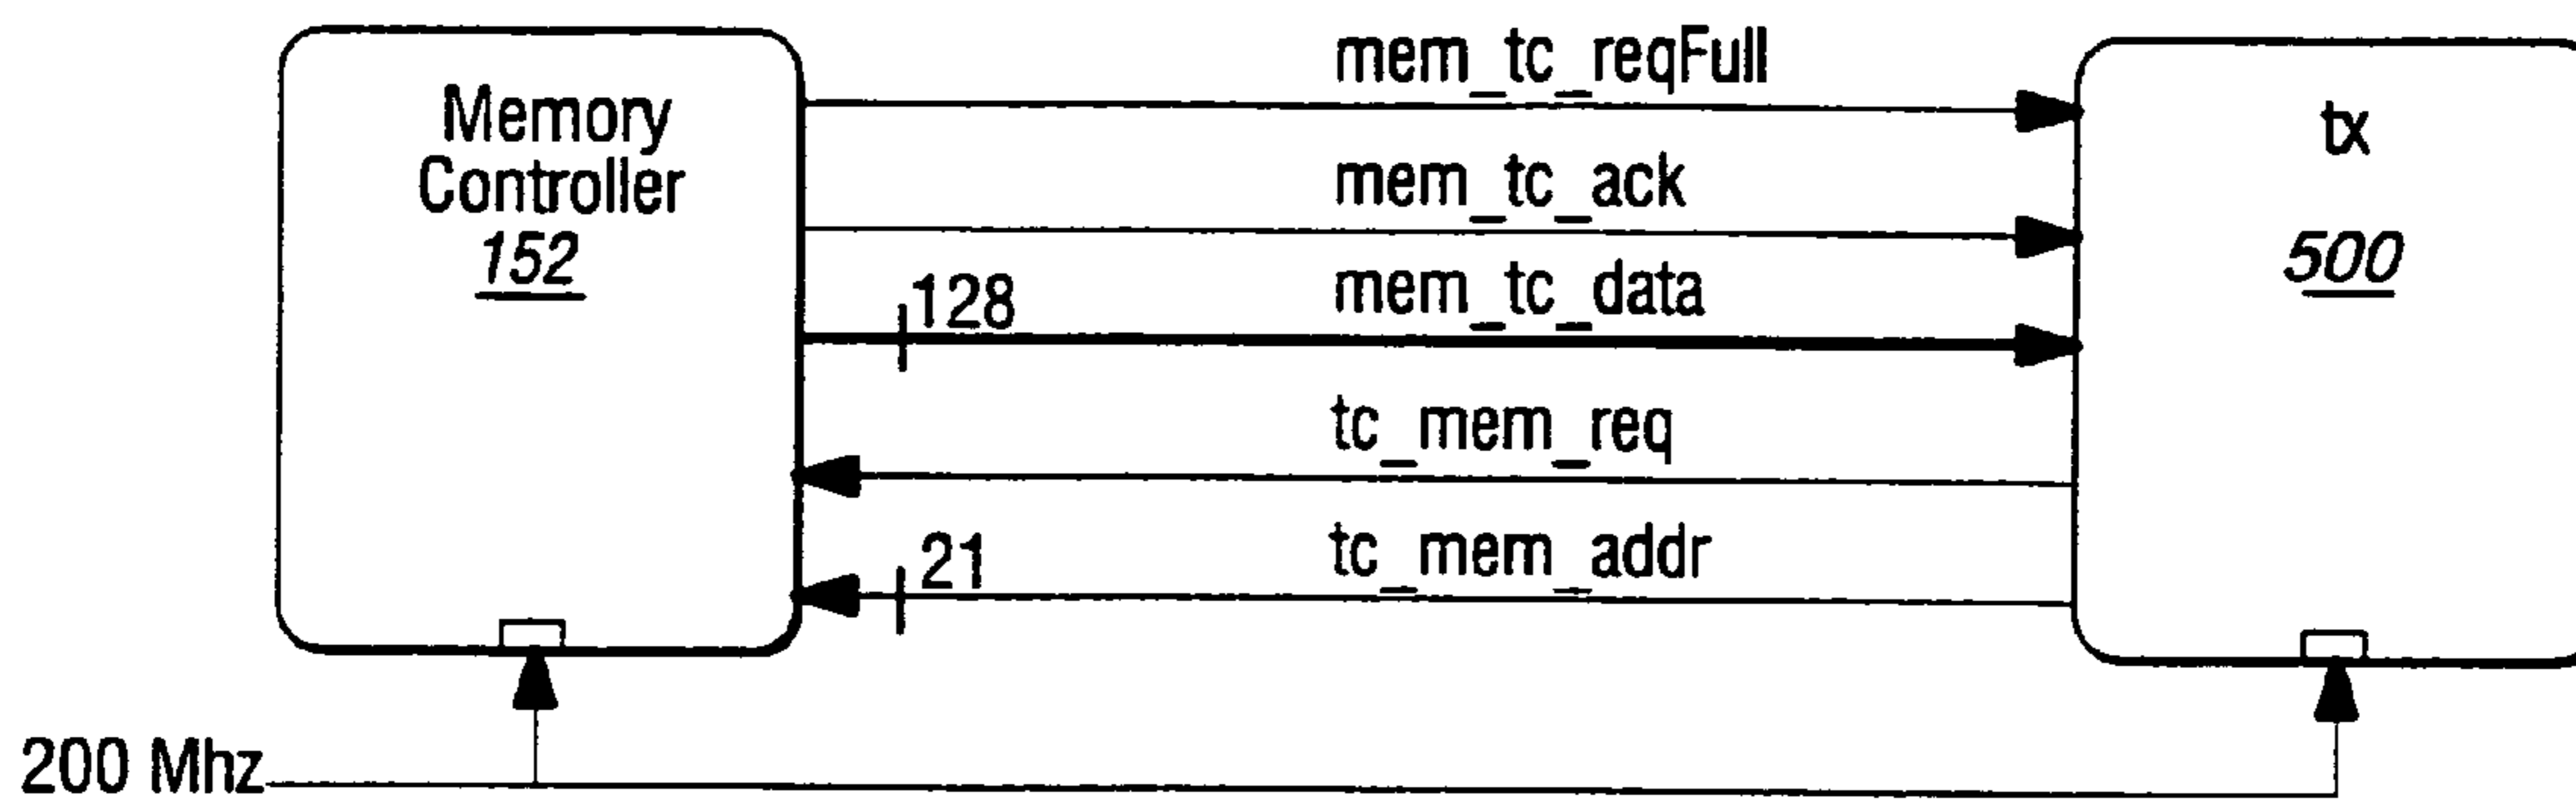 Memory
Controller
152
mem_tc_reqFull
mem_tc_ack
128
mem_tc_data
tc_mem_req
21
tc_mem_addr
tx
500
200 Mhz